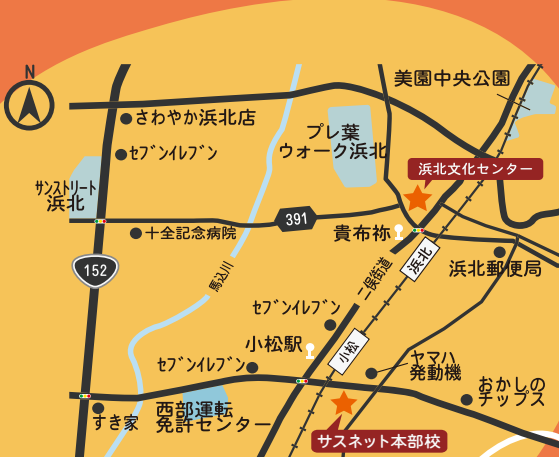 N
美園中央公園
さわやか浜北店
プレ葉
ウォーク浜北
セブンイレブン
浜北文化センター
サンストリート
浜北
391
十全記念病院
貴布祢
浜北
152
馬込川
二俣街道
浜北郵便局
セブンイレブン
小松駅
小松
セブンイレブン
ヤマハ
発動機
おかしの
チップス
すき家
西部運転
免許センター
サスネット本部校